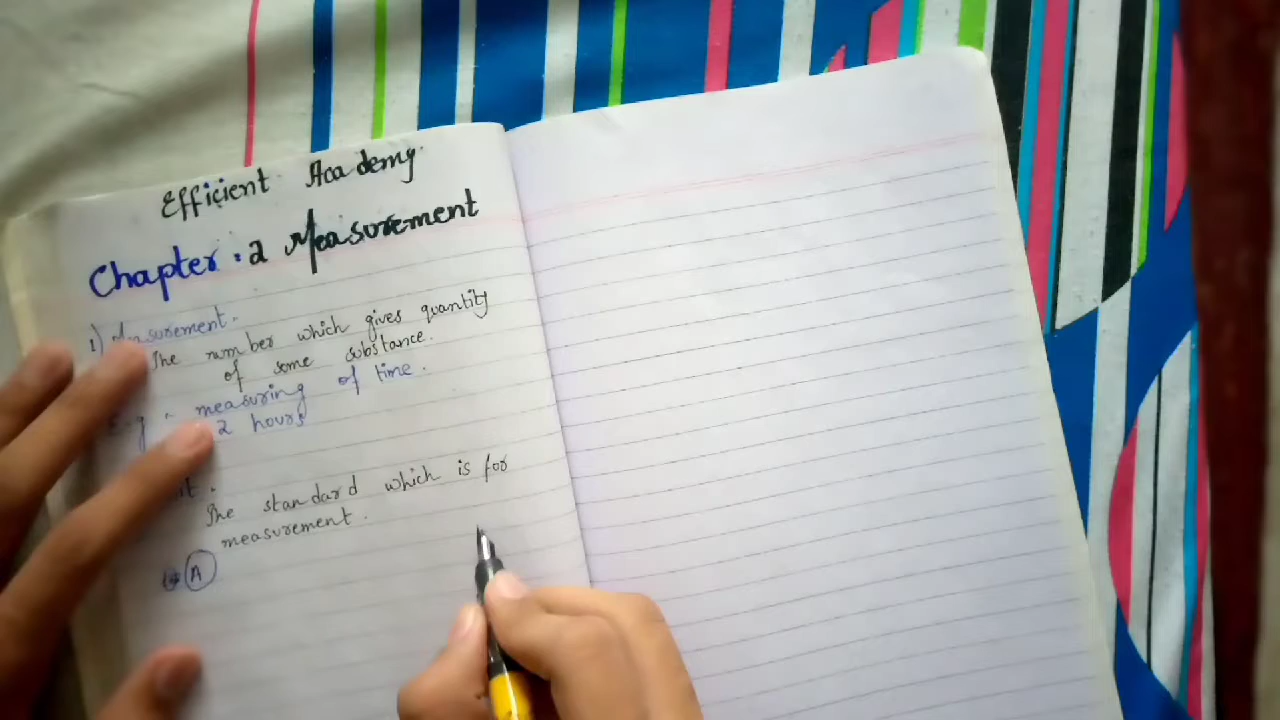 Efficient Academy
Chapter : 2 Measurement
1) Measurement.
The number which gives quantity
of some substance.
measuring of time.
2 hours
The standard which is for
measurement.
A